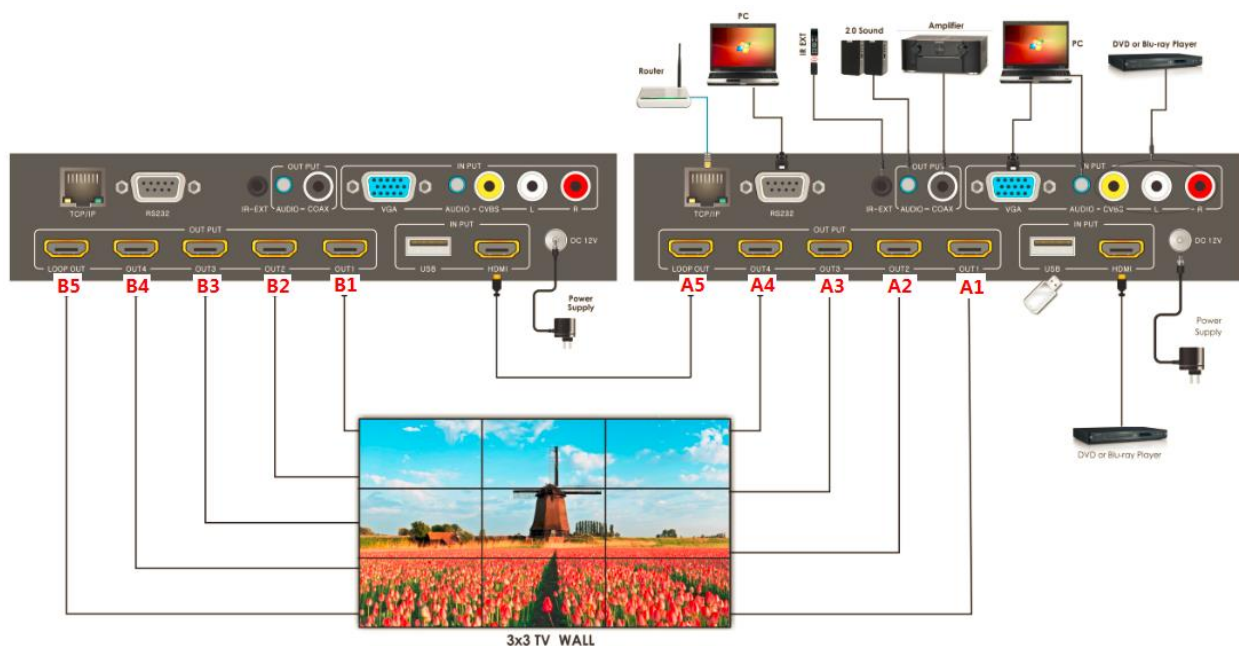 PC
IR EXT
2.0 Sound
Amplifier
PC
DVD or Blu-ray Player
Router
OUT PUT
IN PUT
TCP/IP
RS232
IR-EXT
AUDIO
COAX
VGA
AUDIO
CVBS
L
R
OUT PUT
IN PUT
LOOP OUT
OUT4
OUT3
OUT2
OUT1
USB
HDMI
DC 12V
B5
B4
B3
B2
B1
Power
Supply
OUT PUT
IN PUT
TCP/IP
RS232
IR-EXT
AUDIO
COAX
VGA
AUDIO
CVBS
L
R
OUT PUT
IN PUT
LOOP OUT
OUT4
OUT3
OUT2
OUT1
USB
HDMI
DC 12V
A5
A4
A3
A2
A1
Power
Supply
DVD or Blu-ray Player
3x3 TV WALL